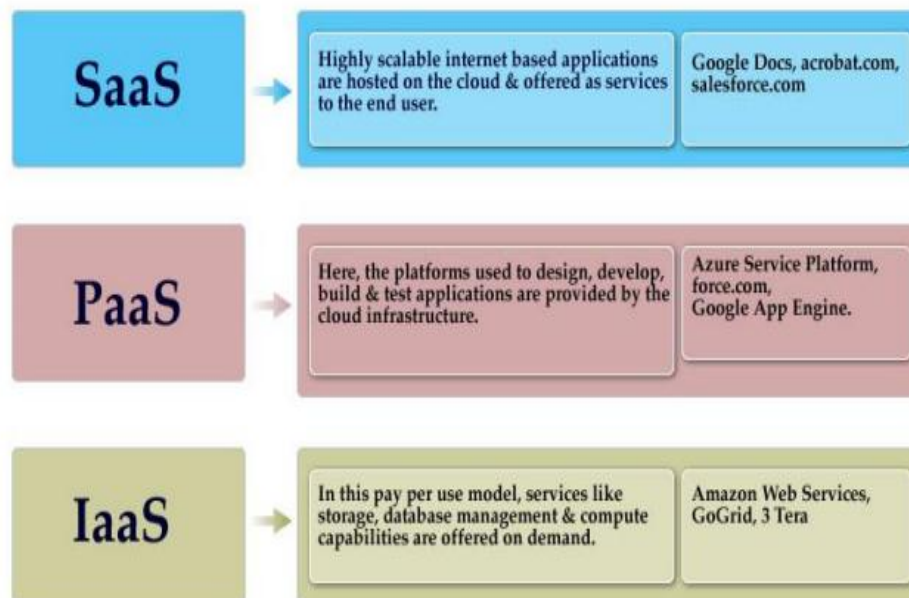 SaaS
Highly scalable internet based applications
are hosted on the cloud & offered as services
to the end user.
Google Docs, acrobat.com,
salesforce.com
PaaS
Here, the platforms used to design, develop,
build & test applications are provided by the
cloud infrastructure.
Azure Service Platform,
force.com,
Google App Engine.
IaaS
In this pay per use model, services like
storage, database management & compute
capabilities are offered on demand.
Amazon Web Services,
GoGrid, 3 Tera